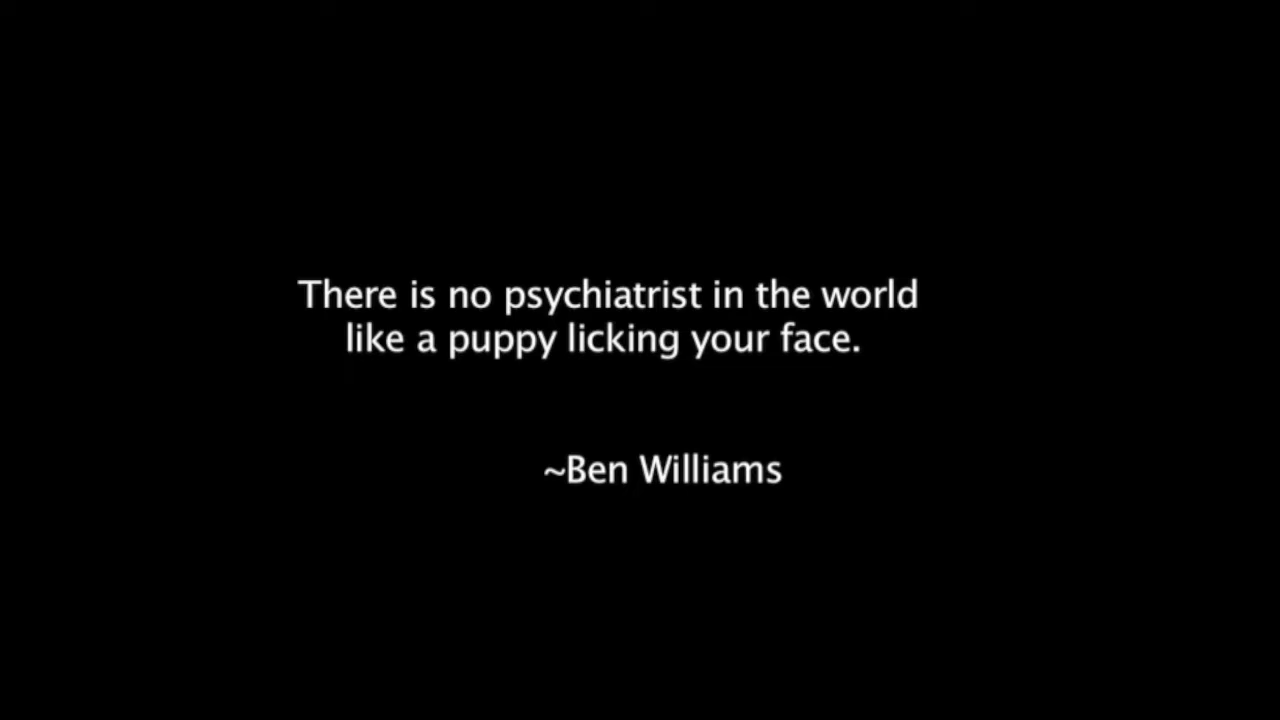 There is no psychiatrist in the world
like a puppy licking your face.
~Ben Williams